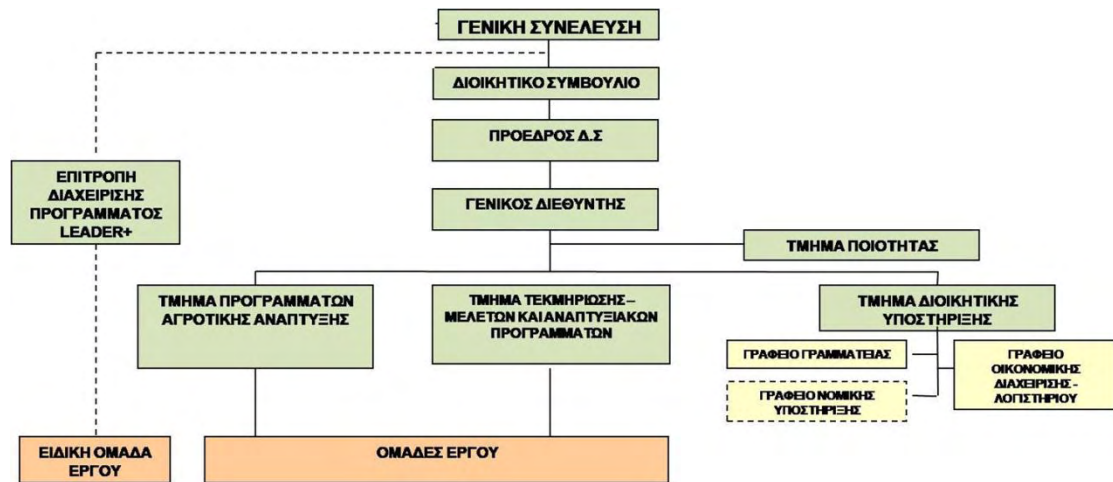 ΓΕΝΙΚΗ ΣΥΝΕΛΕΥΣΗ
ΔΙΟΙΚΗΤΙΚΟ ΣΥΜΒΟΥΛΙΟ
ΠΡΟΕΔΡΟΣ Δ.Σ
ΕΠΙΤΡΟΠΗ
ΔΙΑΧΕΙΡΙΣΗΣ
ΠΡΟΓΡΑΜΜΑΤΟΣ
LEADER+
ΓΕΝΙΚΟΣ ΔΙΕΘΥΝΤΗΣ
ΤΜΗΜΑ ΠΟΙΟΤΗΤΑΣ
ΤΜΗΜΑ ΠΡΟΓΡΑΜΜΑΤΩΝ
ΑΓΡΟΤΙΚΗΣ ΑΝΑΠΤΥΞΗΣ
ΤΜΗΜΑ ΤΕΚΜΗΡΙΩΣΗΣ –
ΜΕΛΕΤΩΝ ΚΑΙ ΑΝΑΠΤΥΞΙΑΚΩΝ
ΠΡΟΓΡΑΜΜΑΤΩΝ
ΤΜΗΜΑ ΔΙΟΙΚΗΤΙΚΗΣ
ΥΠΟΣΤΗΡΙΞΗΣ
ΓΡΑΦΕΙΟ ΓΡΑΜΜΑΤΕΙΑΣ
ΓΡΑΦΕΙΟ
ΟΙΚΟΝΟΜΙΚΗΣ
ΔΙΑΧΕΙΡΙΣΗΣ -
ΛΟΓΙΣΤΗΡΙΟΥ
ΓΡΑΦΕΙΟ ΝΟΜΙΚΗΣ
ΥΠΟΣΤΗΡΙΞΗΣ
ΕΙΔΙΚΗ ΟΜΑΔΑ
ΕΡΓΟΥ
ΟΜΑΔΕΣ ΕΡΓΟΥ